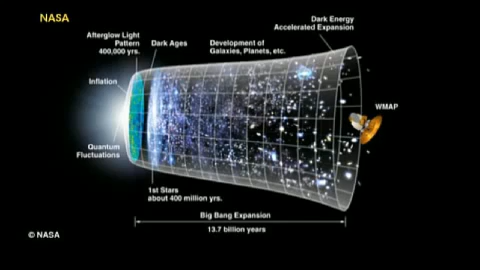 NASA
Dark Energy
Accelerated Expansion
Afterglow Light
Pattern
400,000 yrs.
Dark Ages
Development of
Galaxies, Planets, etc.
Inflation
WMAP
Quantum
Fluctuations
1st Stars
about 400 million yrs.
Big Bang Expansion
13.7 billion years
© NASA